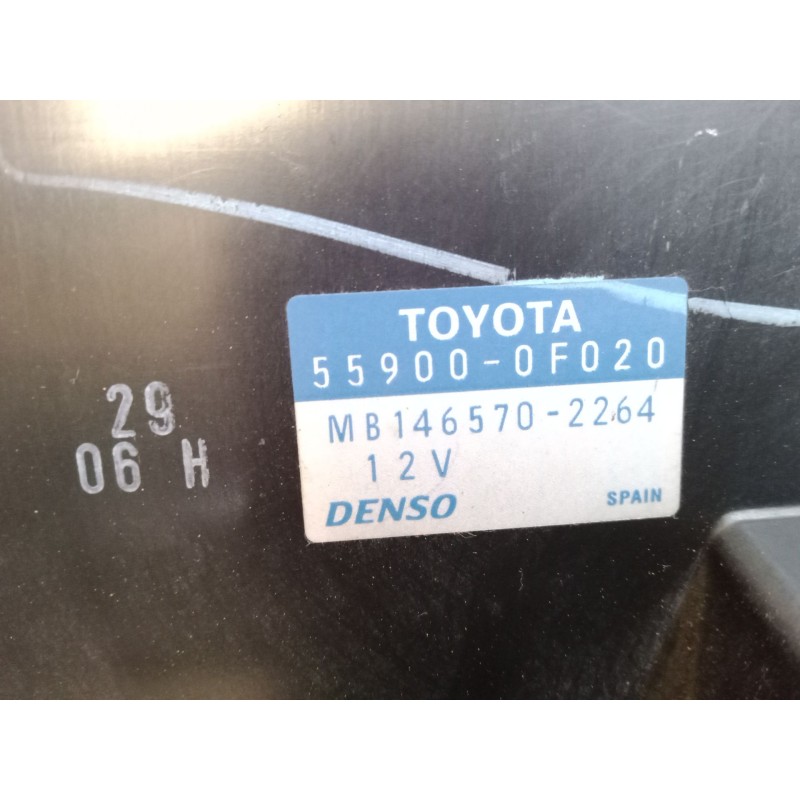 TOYOTA
55900-0F020
MB146570-2264
12V
DENSO SPAIN
29
06 H